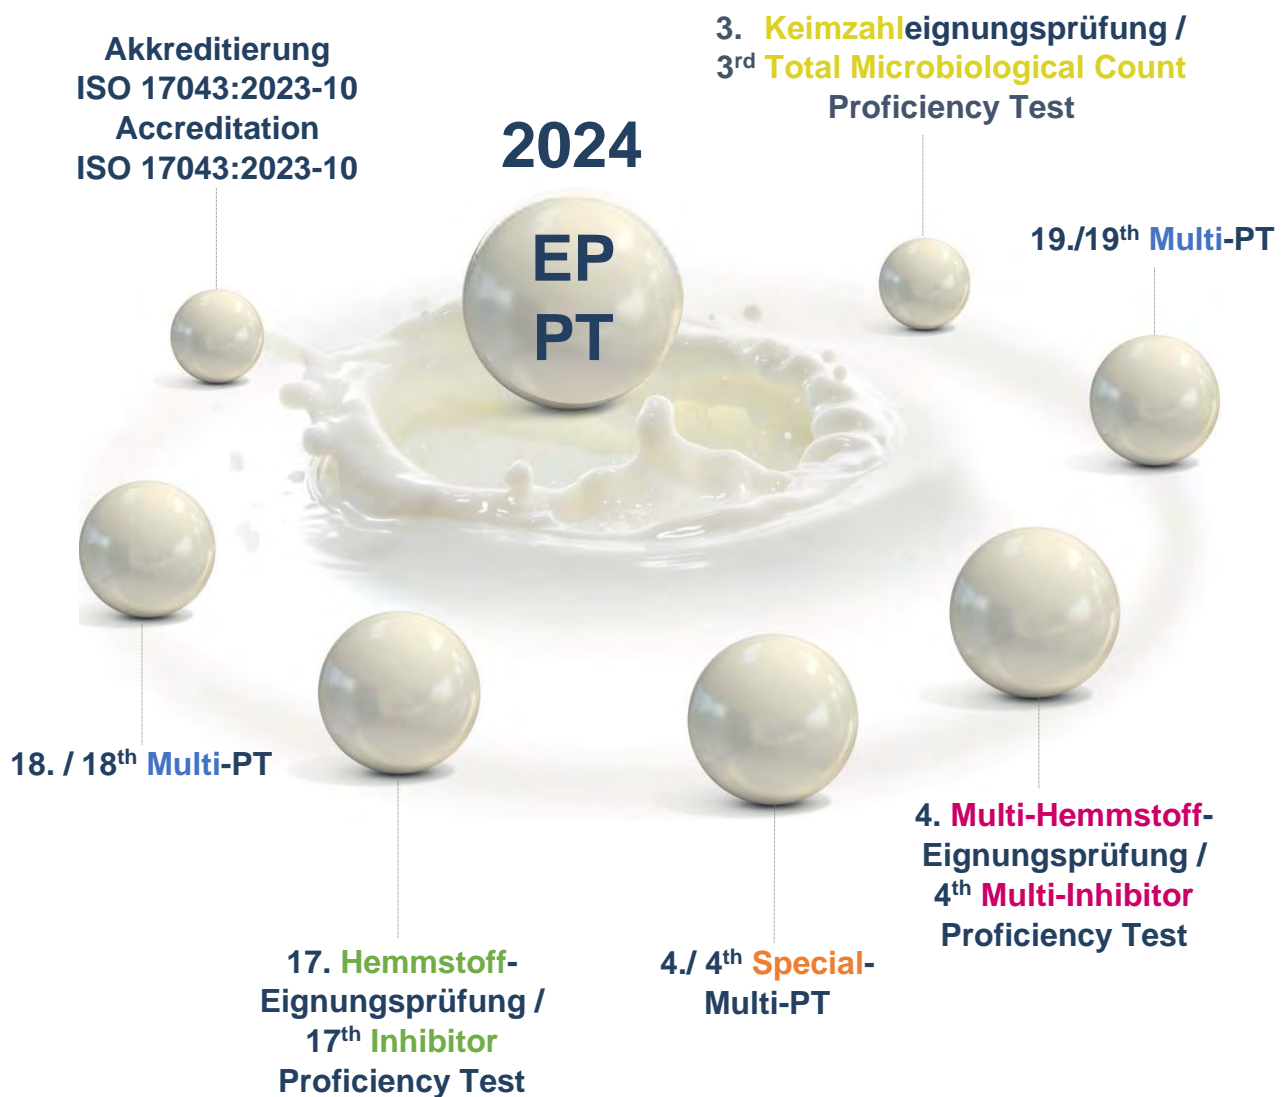 Akkreditierung
ISO 17043:2023-10
Accreditation
ISO 17043:2023-10
2024
EP
PT
3. Keimzahleignungsprüfung /
3rd Total Microbiological Count
Proficiency Test
19./19th Multi-PT
18. / 18th Multi-PT
17. Hemmstoff-
Eignungsprüfung /
17th Inhibitor
Proficiency Test
4./ 4th Special-
Multi-PT
4. Multi-Hemmstoff-
Eignungsprüfung /
4th Multi-Inhibitor
Proficiency Test